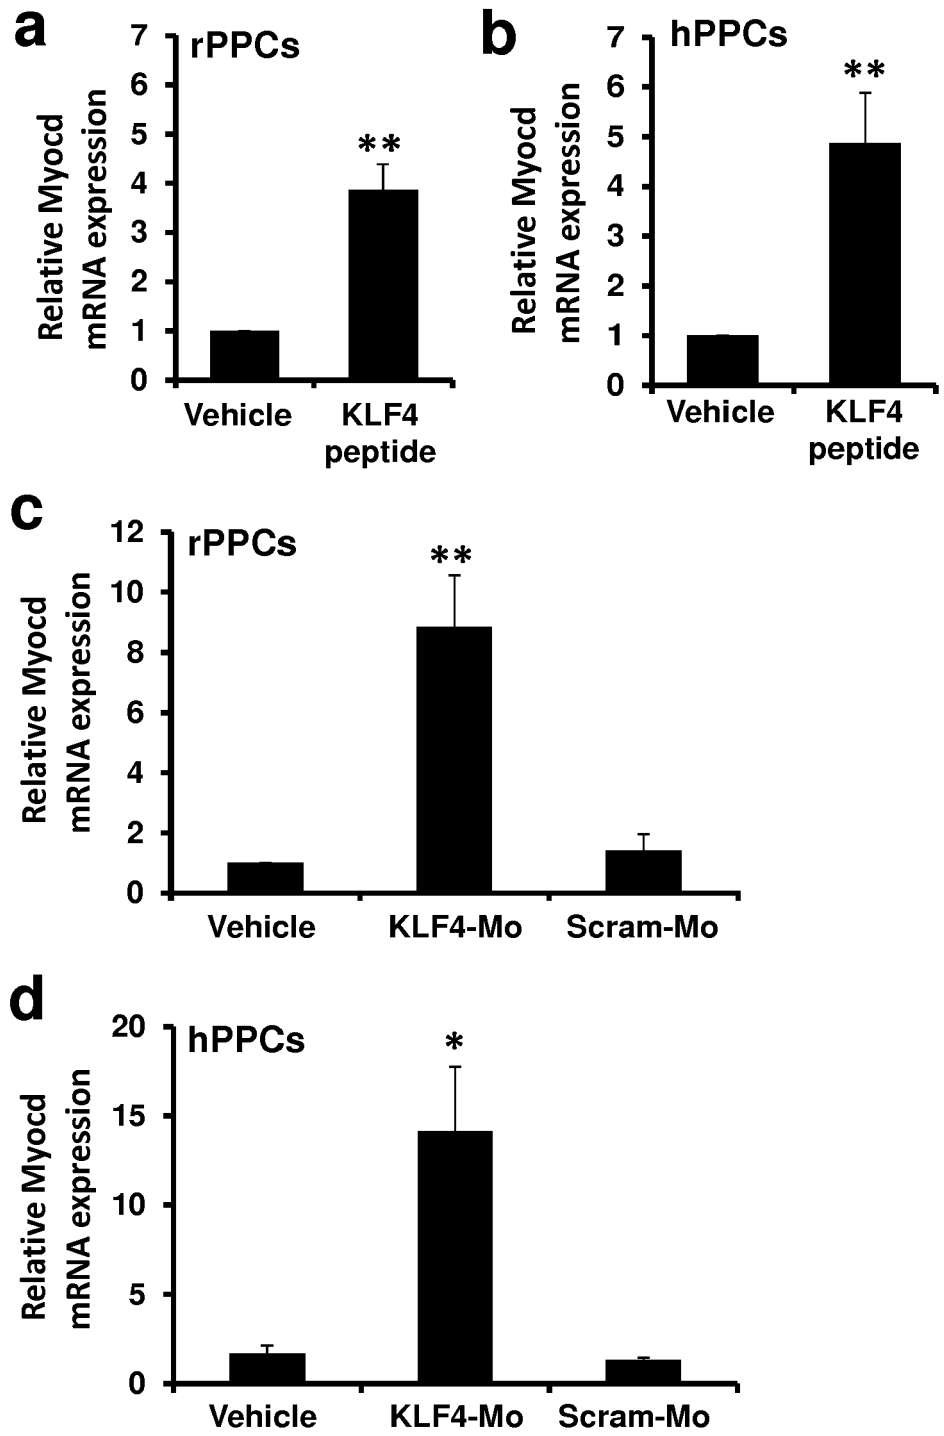 a
rPPCs
Relative Myocd
mRNA expression
7
6
5
4
3
2
1
0
**
Vehicle
KLF4
peptide
b
hPPCs
Relative Myocd
mRNA expression
7
6
5
4
3
2
1
0
**
Vehicle
KLF4
peptide
c
rPPCs
Relative Myocd
mRNA expression
12
10
8
6
4
2
0
**
Vehicle KLF4-Mo Scram-Mo
d
hPPCs
Relative Myocd
mRNA expression
20
15
10
5
0
*
Vehicle KLF4-Mo Scram-Mo